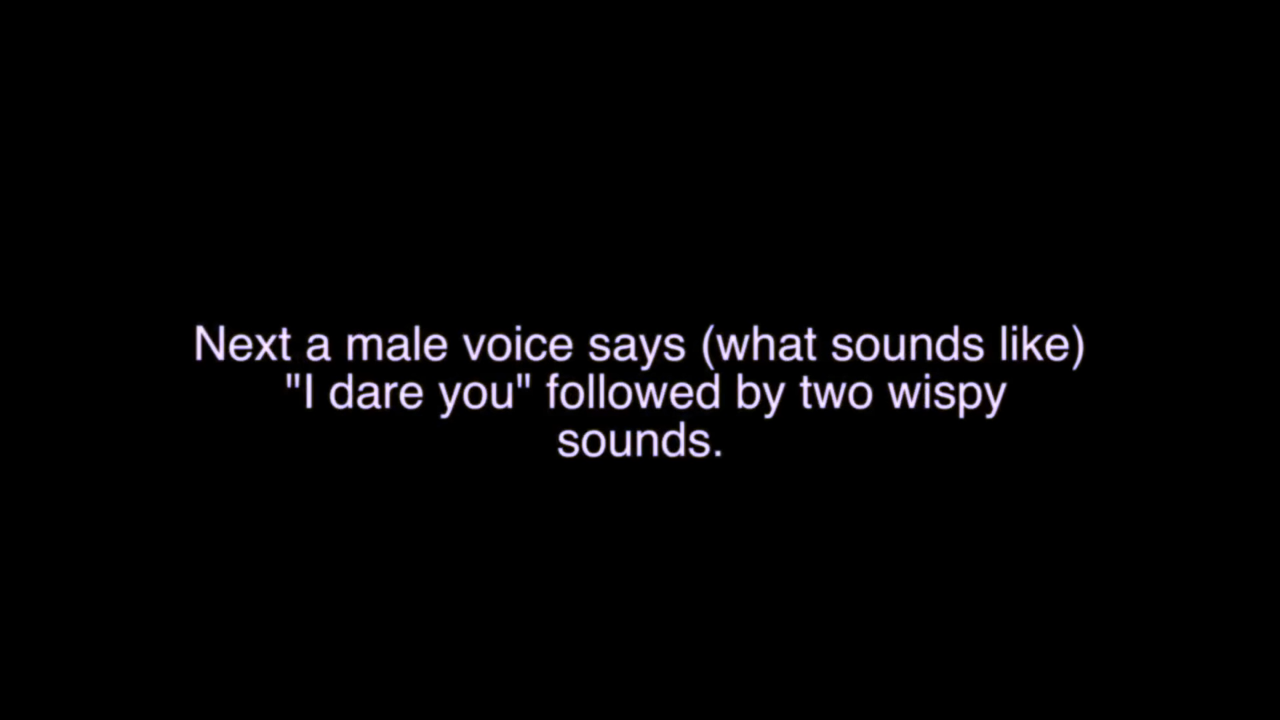 Next a male voice says (what sounds like)
"I dare you" followed by two wispy
sounds.